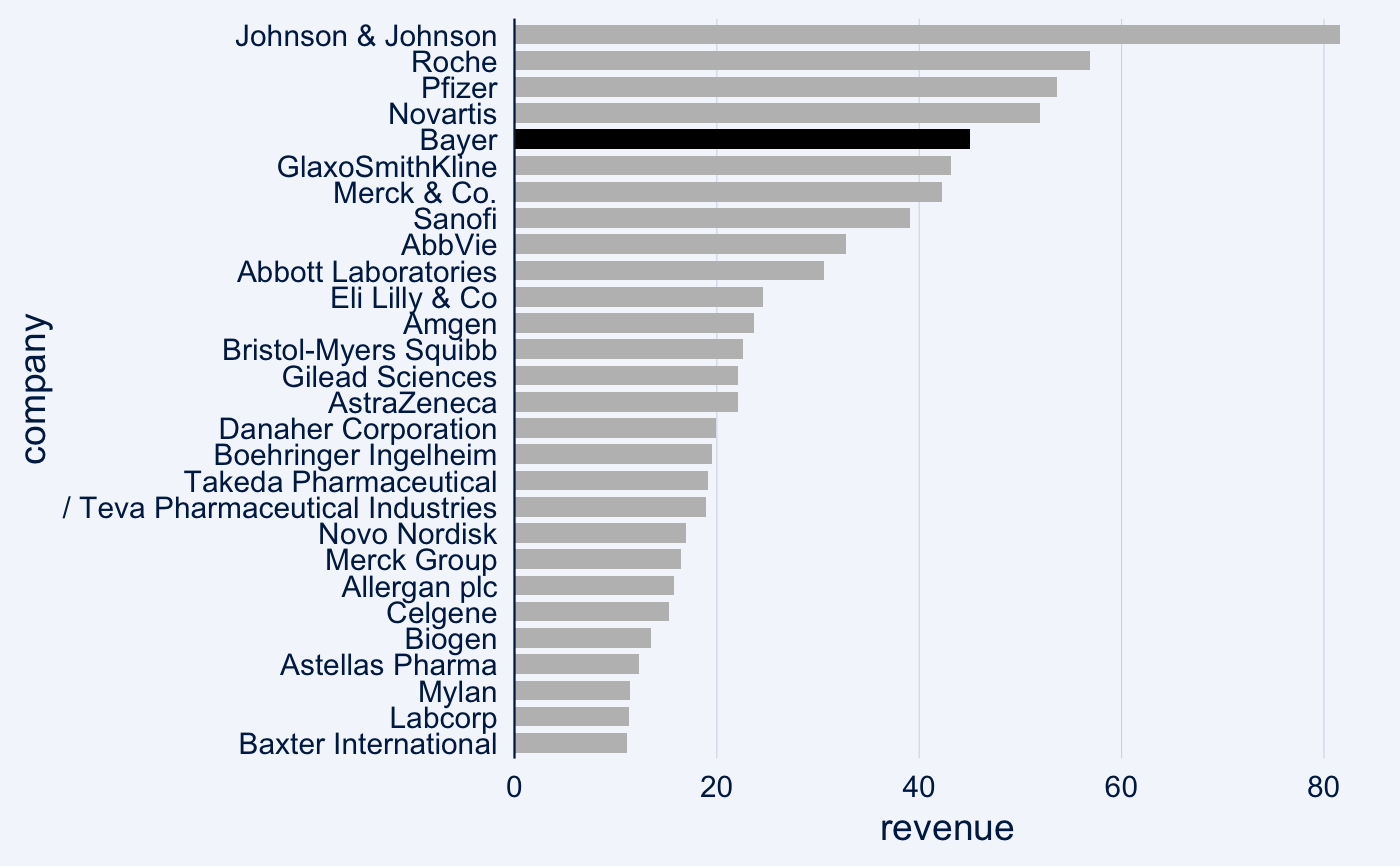 Johnson & Johnson
Roche
Pfizer
Novartis
Bayer
GlaxoSmithKline
Merck & Co.
Sanofi
AbbVie
Abbott Laboratories
Eli Lilly & Co
Amgen
Bristol-Myers Squibb
Gilead Sciences
AstraZeneca
Danaher Corporation
Boehringer Ingelheim
Takeda Pharmaceutical
/ Teva Pharmaceutical Industries
Novo Nordisk
Merck Group
Allergan plc
Celgene
Biogen
Astellas Pharma
Mylan
Labcorp
Baxter International
company
0 20 40 60 80
revenue